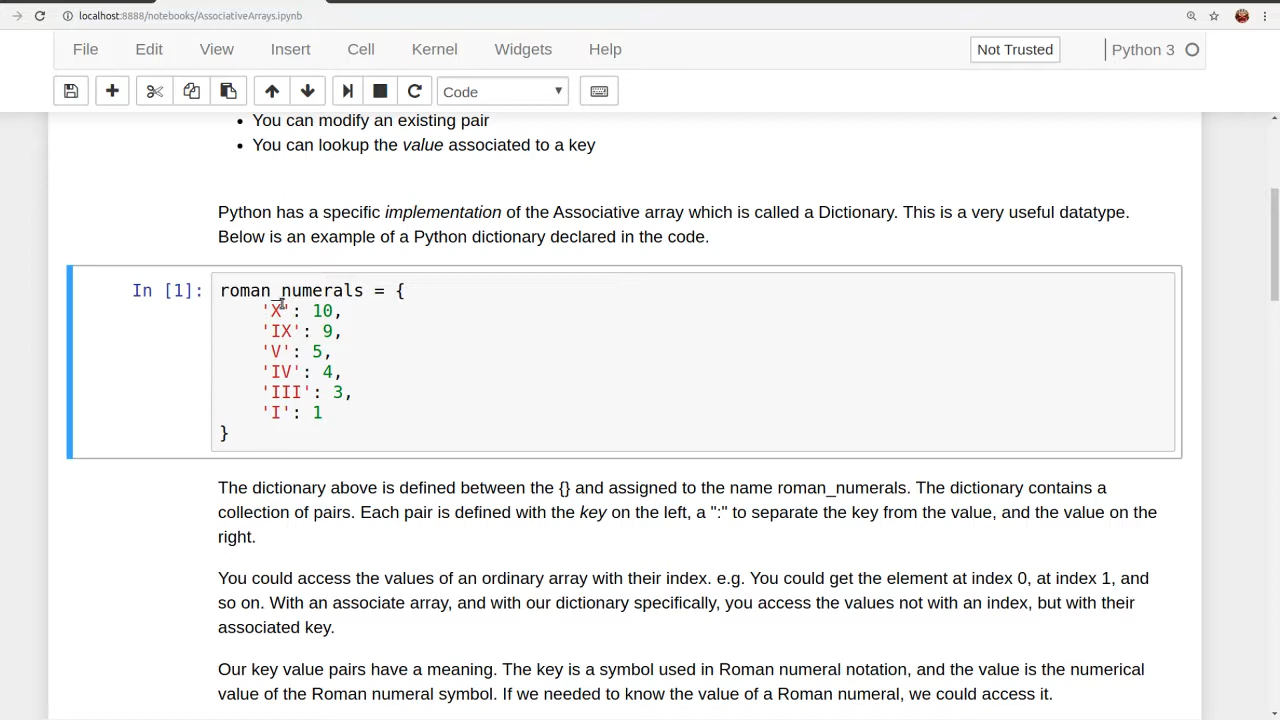 localhost:8888/notebooks/AssociativeArrays.ipynb
File Edit View Insert Cell Kernel Widgets Help Not Trusted Python 3
Code
• You can modify an existing pair
• You can lookup the value associated to a key
Python has a specific implementation of the Associative array which is called a Dictionary. This is a very useful datatype.
Below is an example of a Python dictionary declared in the code.
In [1]: roman_numerals = {
'X': 10,
'IX': 9,
'V': 5,
'IV': 4,
'III': 3,
'I': 1
}
The dictionary above is defined between the {} and assigned to the name roman_numerals. The dictionary contains a
collection of pairs. Each pair is defined with the key on the left, a ":" to separate the key from the value, and the value on the
right.
You could access the values of an ordinary array with their index. e.g. You could get the element at index 0, at index 1, and
so on. With an associate array, and with our dictionary specifically, you access the values not with an index, but with their
associated key.
Our key value pairs have a meaning. The key is a symbol used in Roman numeral notation, and the value is the numerical
value of the Roman numeral symbol. If we needed to know the value of a Roman numeral, we could access it.